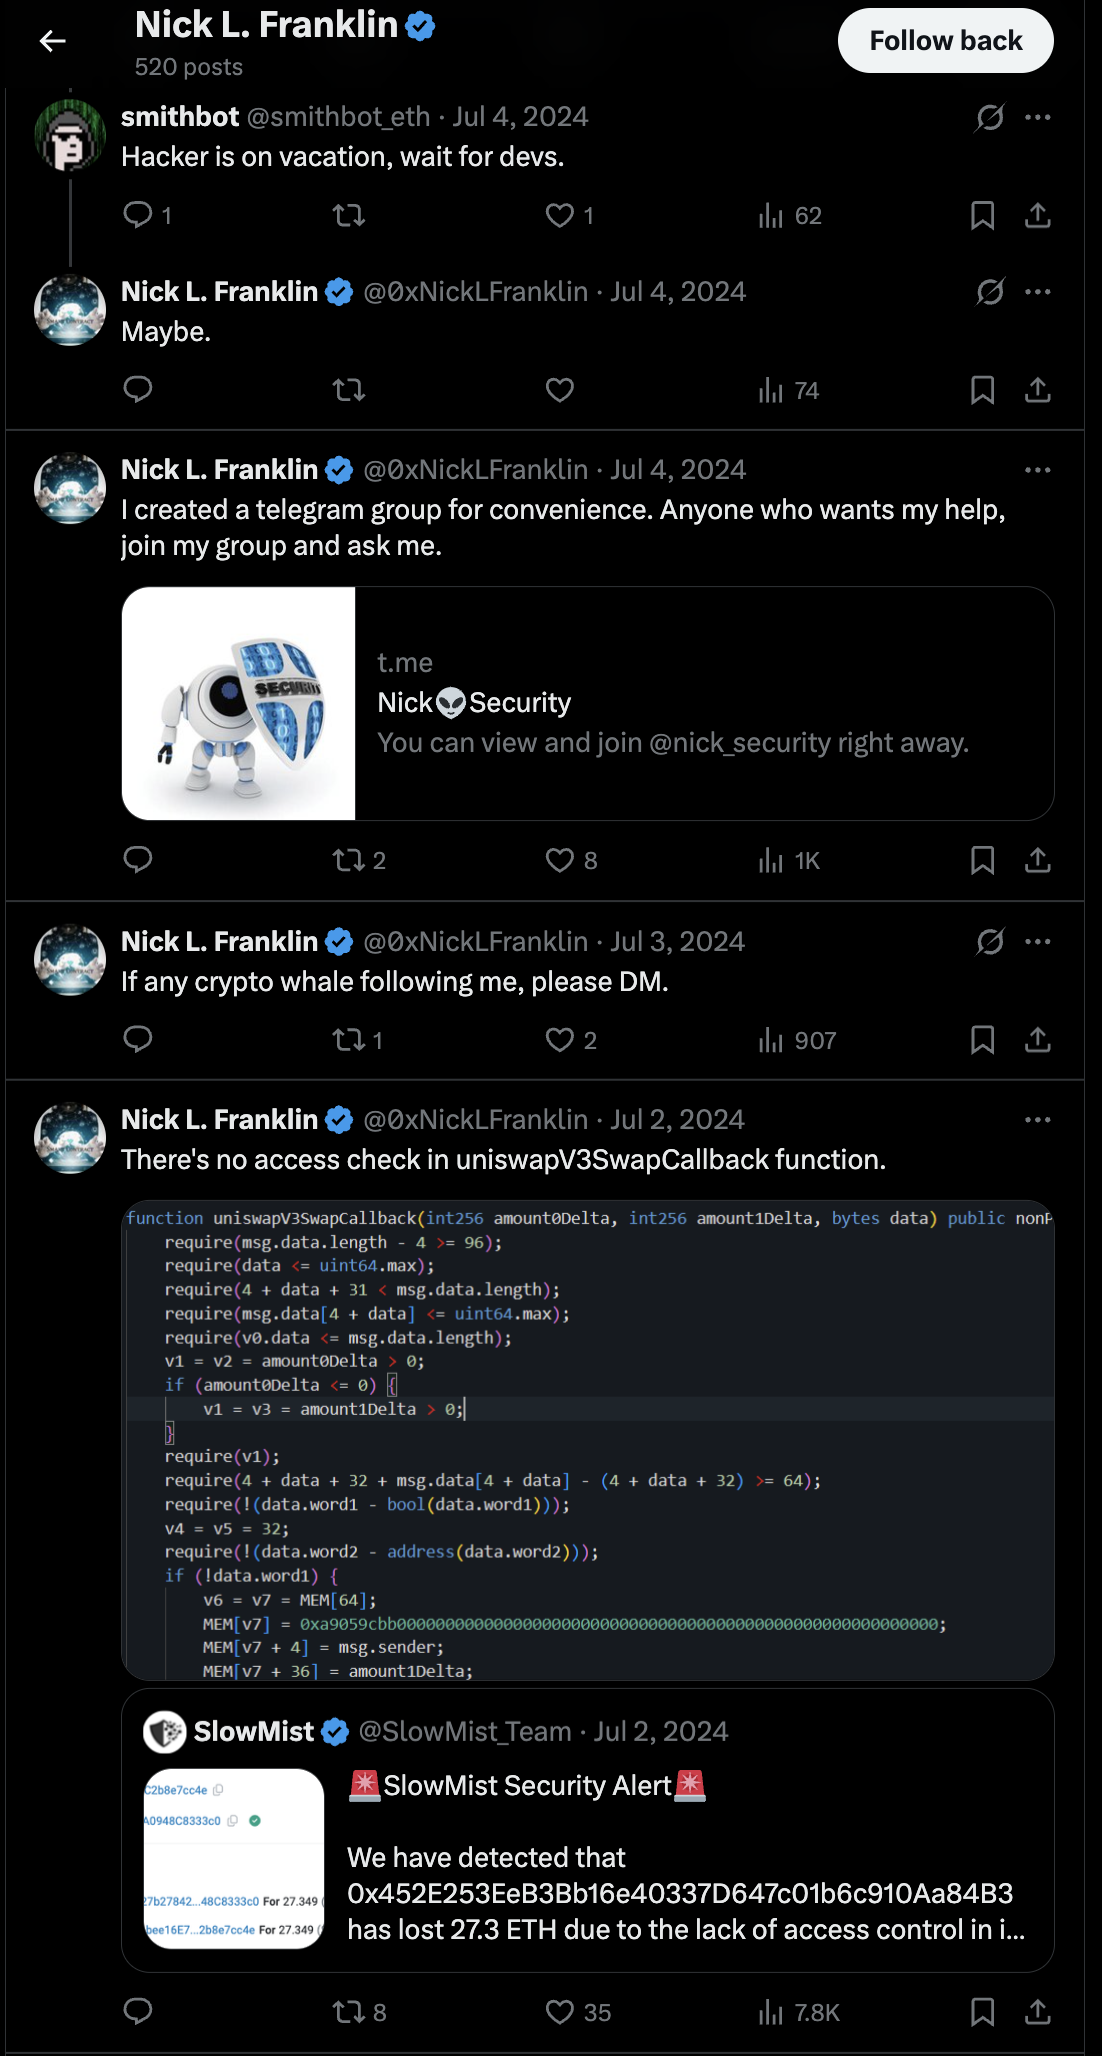 Nick L. Franklin
520 posts
Follow back
smithbot @smithbot_eth · Jul 4, 2024
Hacker is on vacation, wait for devs.
1 1 62
Nick L. Franklin @0xNickLFranklin · Jul 4, 2024
Maybe.
74
Nick L. Franklin @0xNickLFranklin · Jul 4, 2024
I created a telegram group for convenience. Anyone who wants my help,
join my group and ask me.
SECURITY
t.me
Nick👽Security
You can view and join @nick_security right away.
2 8 1K
Nick L. Franklin @0xNickLFranklin · Jul 3, 2024
If any crypto whale following me, please DM.
1 2 907
Nick L. Franklin @0xNickLFranklin · Jul 2, 2024
There's no access check in uniswapV3SwapCallback function.
function uniswapV3SwapCallback(int256 amount0Delta, int256 amount1Delta, bytes data) public nonP
require(msg.data.length - 4 >= 96);
require(data <= uint64.max);
require(4 + data + 31 < msg.data.length);
require(msg.data[4 + data] <= uint64.max);
require(v0.data <= msg.data.length);
v1 = v2 = amount0Delta > 0;
if (amount0Delta <= 0) {
v1 = v3 = amount1Delta > 0;
}
require(v1);
require(4 + data + 32 + msg.data[4 + data] - (4 + data + 32) >= 64);
require(!(data.word1 - bool(data.word1)));
v4 = v5 = 32;
require(!(data.word2 - address(data.word2)));
if (!data.word1) {
v6 = v7 = MEM[64];
MEM[v7] = 0xa9059cbb00000000000000000000000000000000000000000000000000000000;
MEM[v7 + 4] = msg.sender;
MEM[v7 + 36] = amount1Delta;
SlowMist @SlowMist_Team · Jul 2, 2024
C2b8e7cc4e
A0948C8333c0
27b27842...48C8333c0 For 27.349 (
bee16E7...2b8e7cc4e For 27.349 (
🚨SlowMist Security Alert🚨
We have detected that
0x452E253EeB3Bb16e40337D647c01b6c910Aa84B3
has lost 27.3 ETH due to the lack of access control in i...
8 35 7.8K